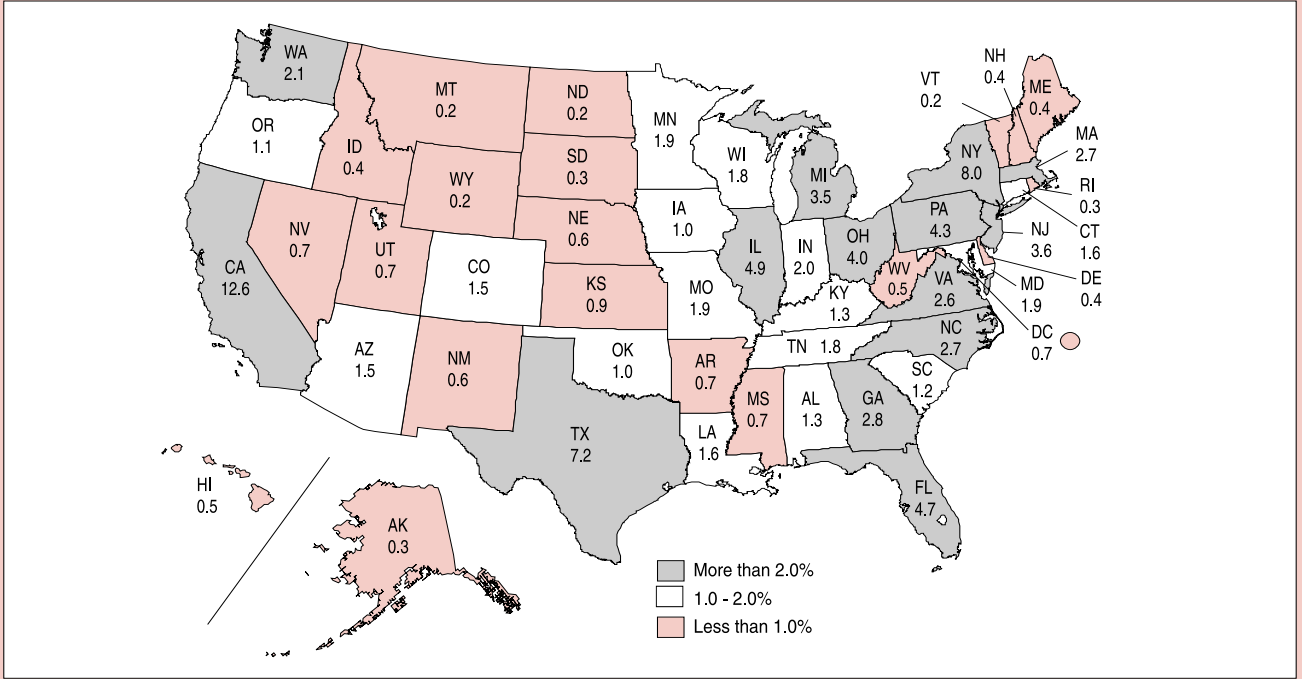 WA
2.1
OR
1.1
CA
12.6
ID
0.4
NV
0.7
MT
0.2
WY
0.2
UT
0.7
AZ
1.5
CO
1.5
NM
0.6
ND
0.2
SD
0.3
NE
0.6
KS
0.9
OK
1.0
TX
7.2
MN
1.9
IA
1.0
MO
1.9
AR
0.7
LA
1.6
WI
1.8
IL
4.9
MI
3.5
IN
2.0
OH
4.0
KY
1.3
TN 1.8
MS
0.7
AL
1.3
GA
2.8
FL
4.7
SC
1.2
NC
2.7
VA
2.6
WV
0.5
PA
4.3
NY
8.0
VT
0.2
NH
0.4
ME
0.4
MA
2.7
RI
0.3
CT
1.6
NJ
3.6
DE
0.4
MD
1.9
DC
0.7
HI
0.5
AK
0.3
More than 2.0%
1.0 - 2.0%
Less than 1.0%